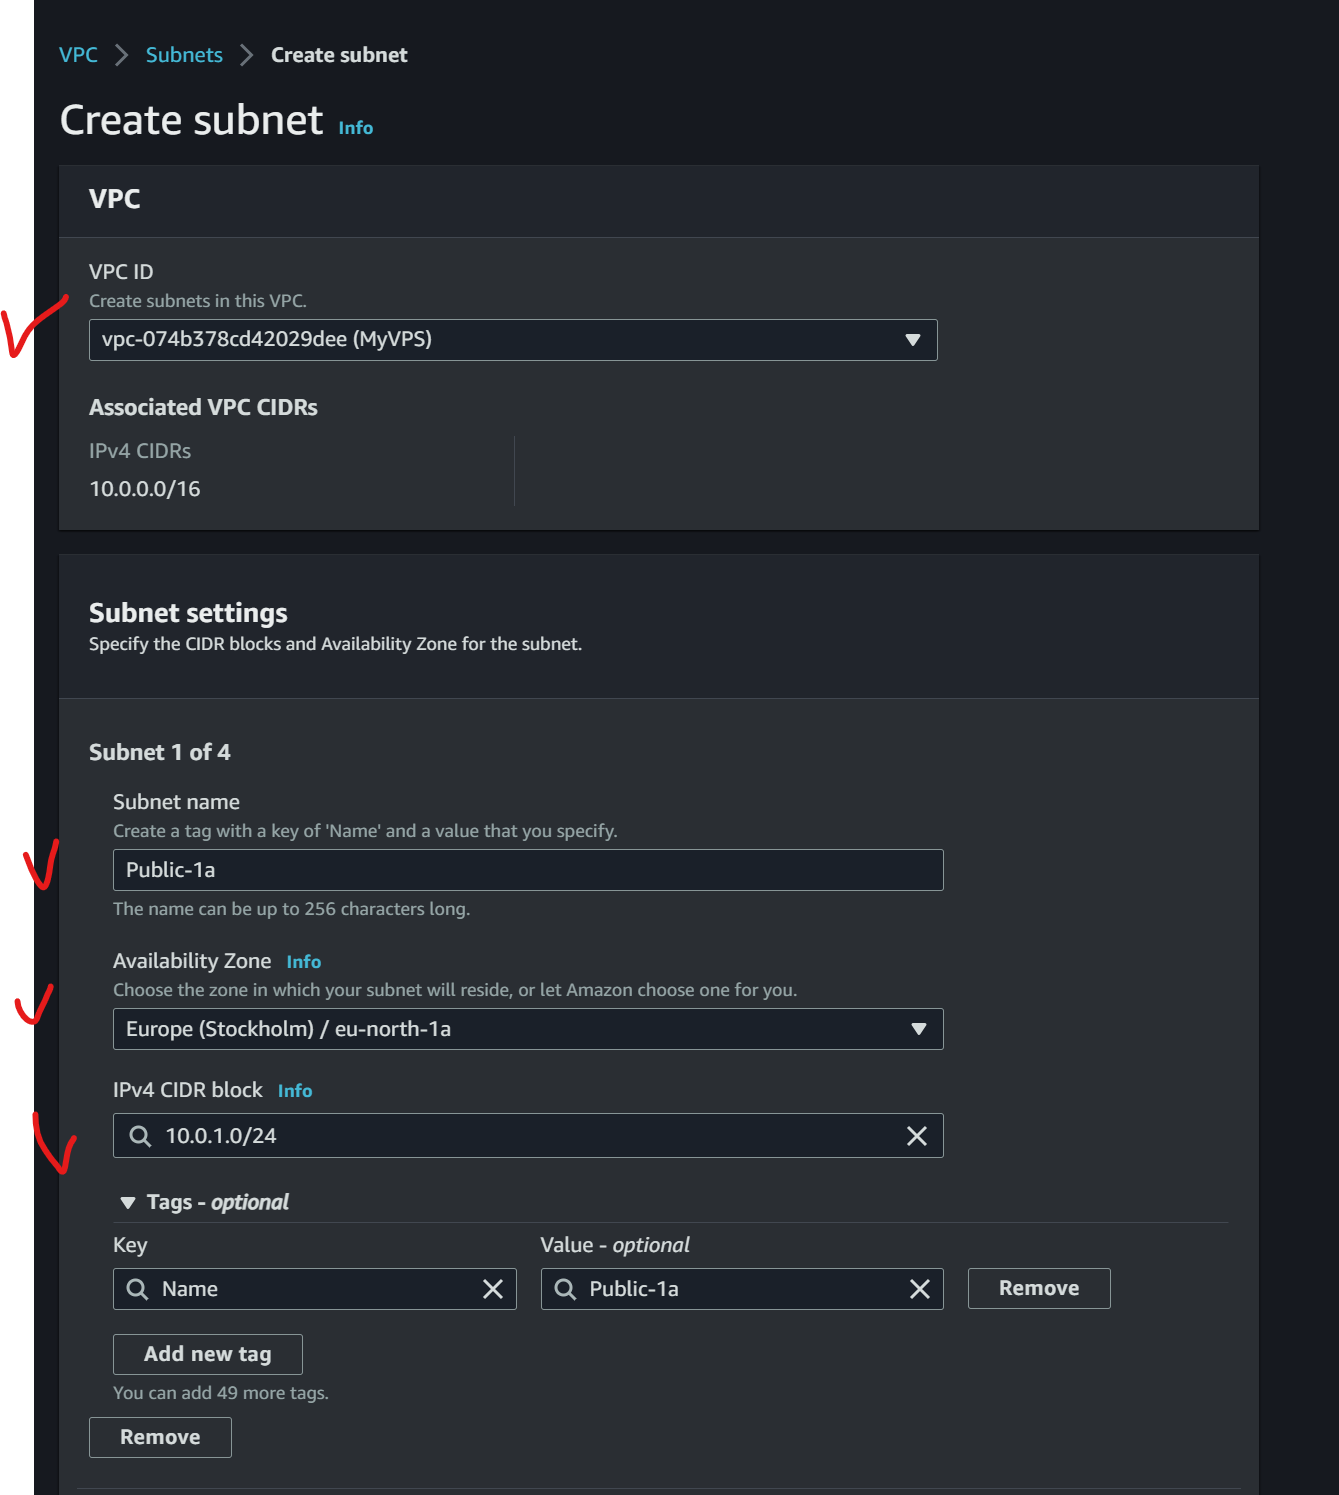 VPC > Subnets > Create subnet
Create subnet Info
VPC
VPC ID
Create subnets in this VPC.
vpc-074b378cd42029dee (MyVPS)
Associated VPC CIDRs
IPv4 CIDRs
10.0.0.0/16
Subnet settings
Specify the CIDR blocks and Availability Zone for the subnet.
Subnet 1 of 4
Subnet name
Create a tag with a key of 'Name' and a value that you specify.
Public-1a
The name can be up to 256 characters long.
Availability Zone Info
Choose the zone in which your subnet will reside, or let Amazon choose one for you.
Europe (Stockholm) / eu-north-1a
IPv4 CIDR block Info
10.0.1.0/24
Tags - optional
Key Value - optional
Name Public-1a Remove
Add new tag
You can add 49 more tags.
Remove